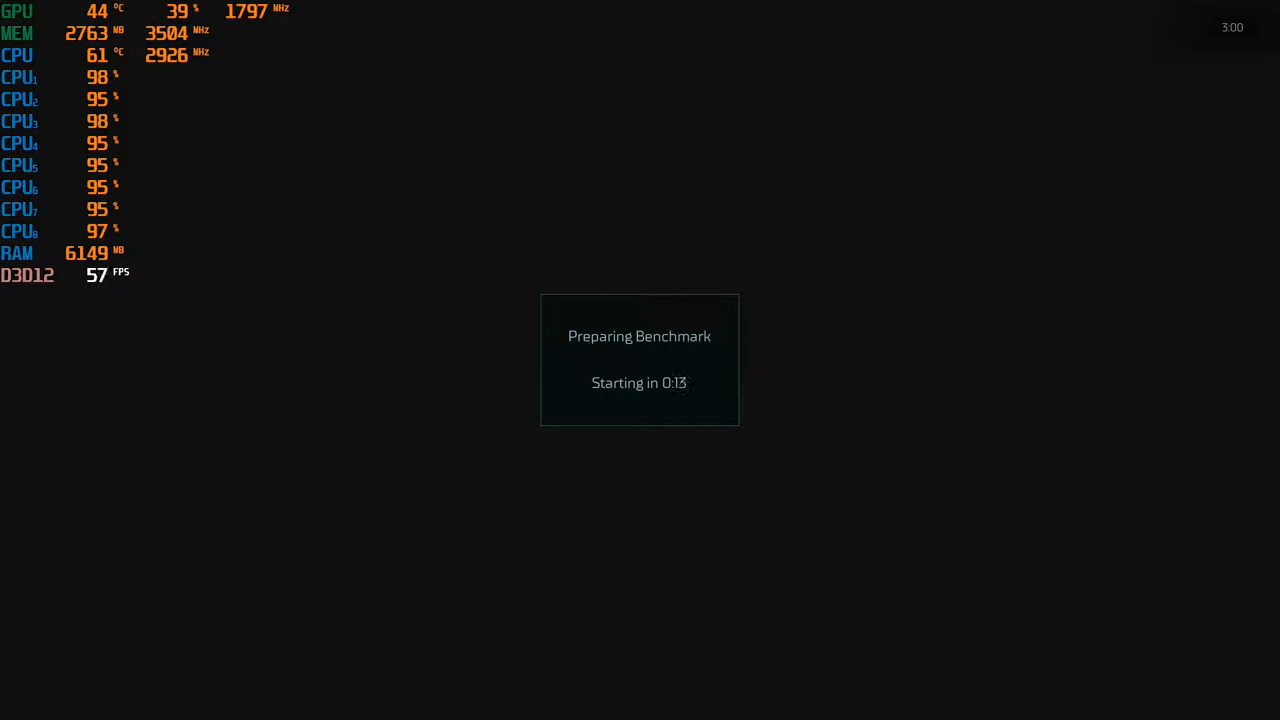 GPU 44 °C 39 % 1797 MHz
MEM 2763 MB 3504 MHz
CPU 61 °C 2926 MHz
CPU1 98 %
CPU2 95 %
CPU3 98 %
CPU4 95 %
CPU5 95 %
CPU6 95 %
CPU7 95 %
CPU8 97 %
RAM 6149 MB
D3D12 57 FPS
3:00
Preparing Benchmark
Starting in 0:13